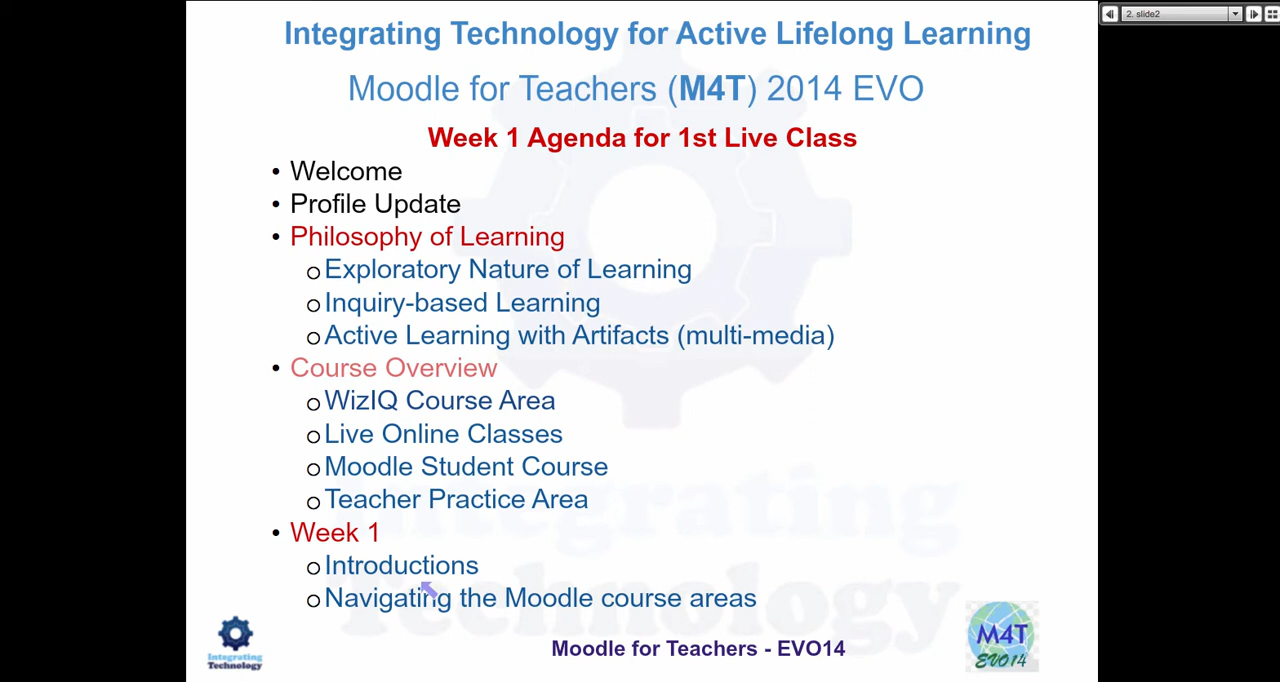 2. slide2
Integrating Technology for Active Lifelong Learning
Moodle for Teachers (M4T) 2014 EVO
Week 1 Agenda for 1st Live Class
• Welcome
• Profile Update
• Philosophy of Learning
o Exploratory Nature of Learning
o Inquiry-based Learning
o Active Learning with Artifacts (multi-media)
• Course Overview
o WizIQ Course Area
o Live Online Classes
o Moodle Student Course
o Teacher Practice Area
• Week 1
o Introductions
o Navigating the Moodle course areas
Integrating
Technology
Integrating
Technology
Moodle for Teachers - EVO14
M4T
EVO14